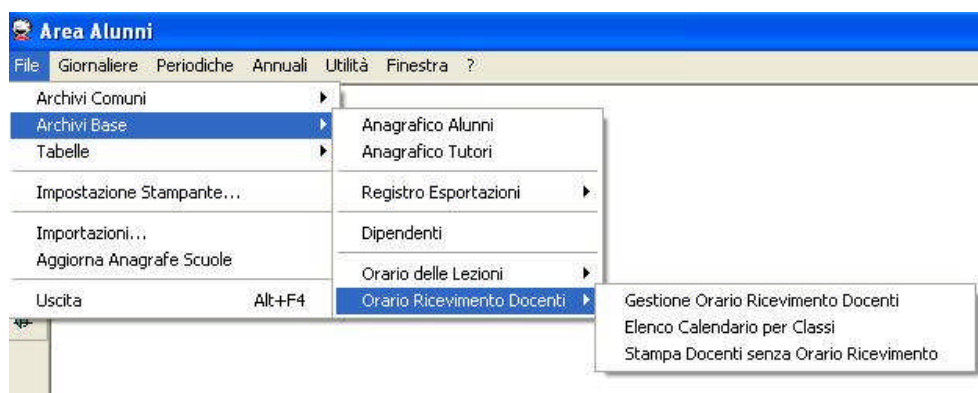 Area Alunni
File Giornaliere Periodiche Annuali Utilità Finestra ?
Archivi Comuni
Archivi Base
Tabelle
Impostazione Stampante...
Importazioni...
Aggiorna Anagrafe Scuole
Uscita Alt+F4
Anagrafico Alunni
Anagrafico Tutori
Registro Esportazioni
Dipendenti
Orario delle Lezioni
Orario Ricevimento Docenti
Gestione Orario Ricevimento Docenti
Elenco Calendario per Classi
Stampa Docenti senza Orario Ricevimento